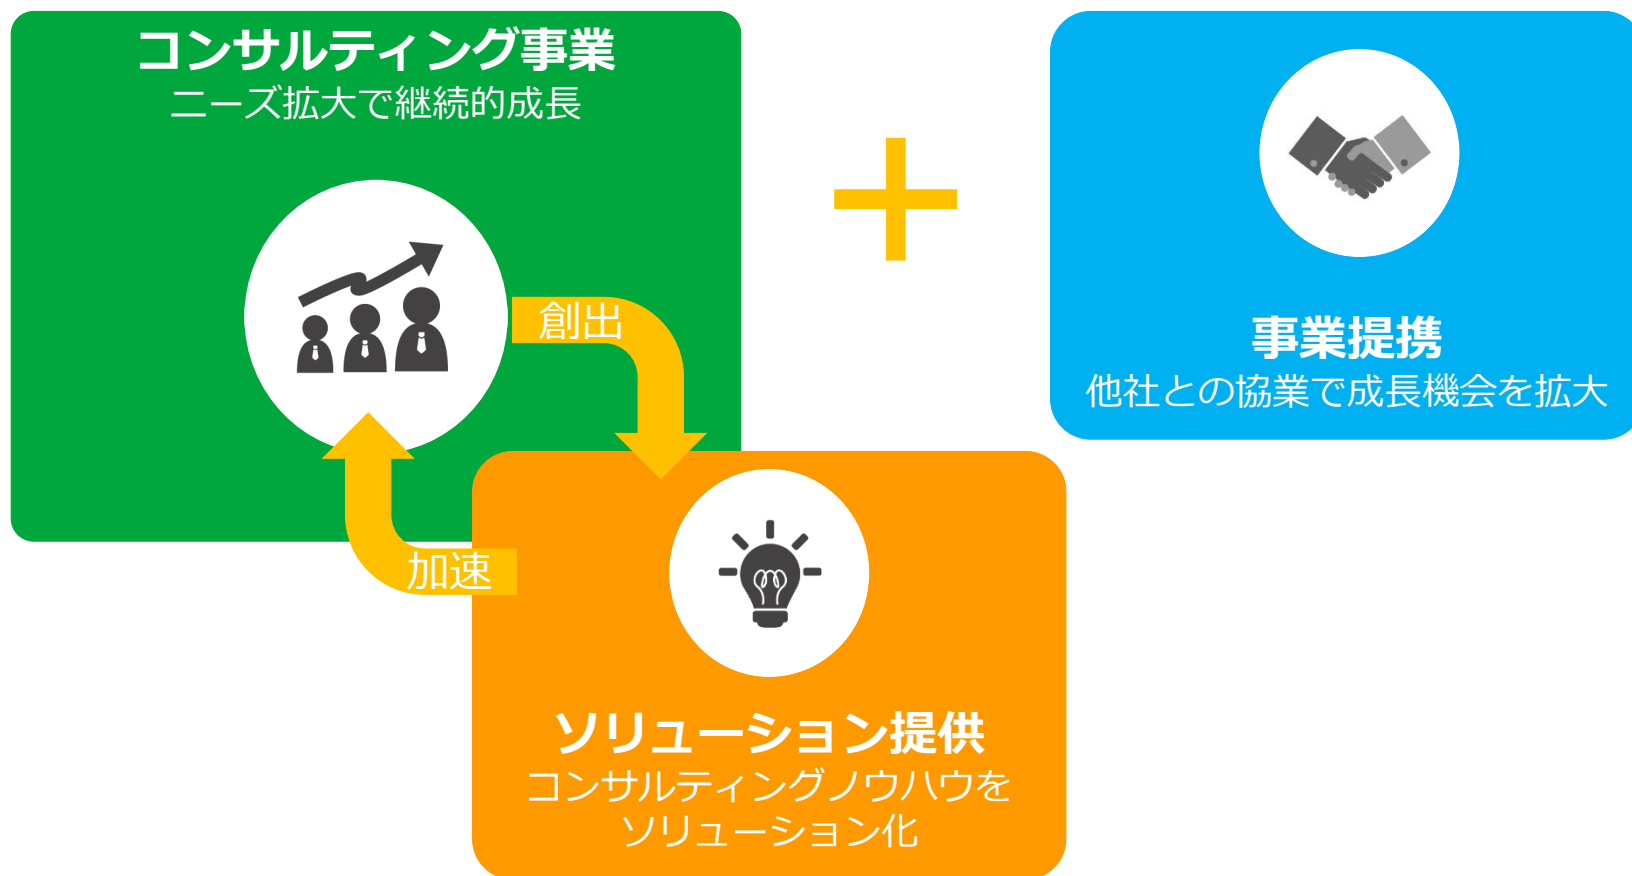 コンサルティング事業
ニーズ拡大で継続的成長
創出
加速
ソリューション提供
コンサルティングノウハウを
ソリューション化
事業提携
他社との協業で成長機会を拡大